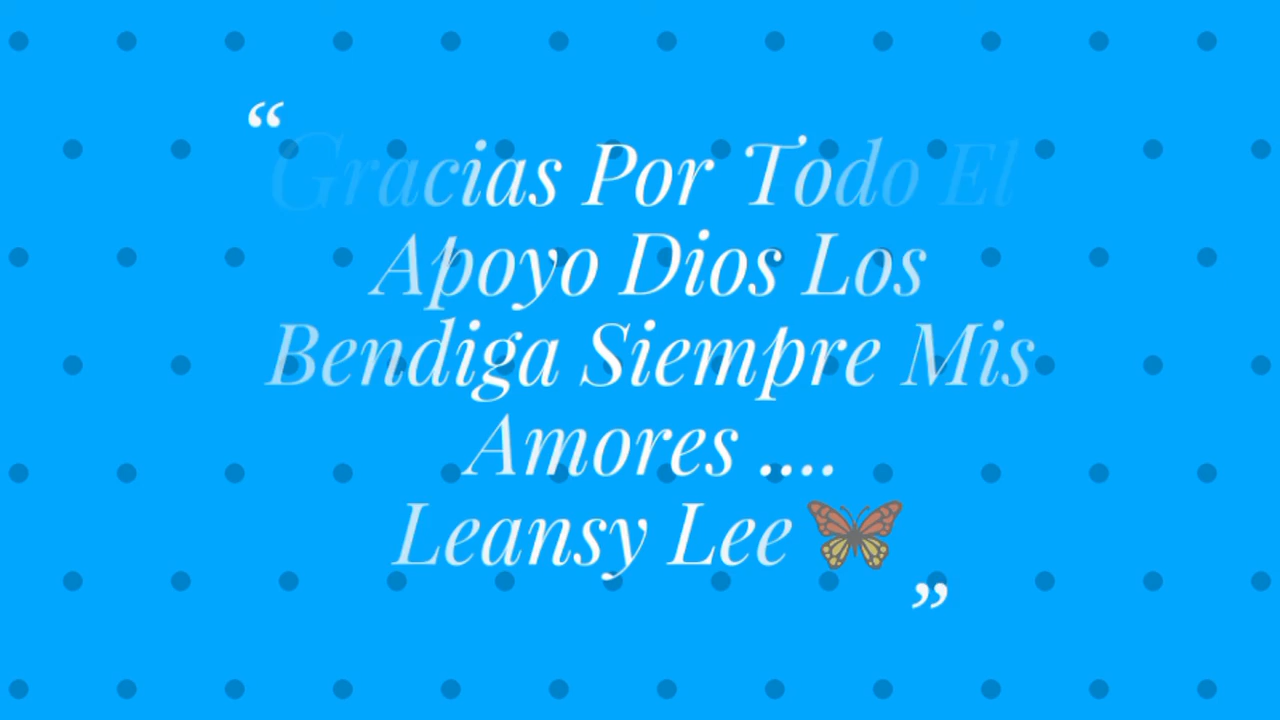 “Gracias Por Todo El
Apoyo Dios Los
Bendiga Siempre Mis
Amores ....
Leansy Lee 🦋”